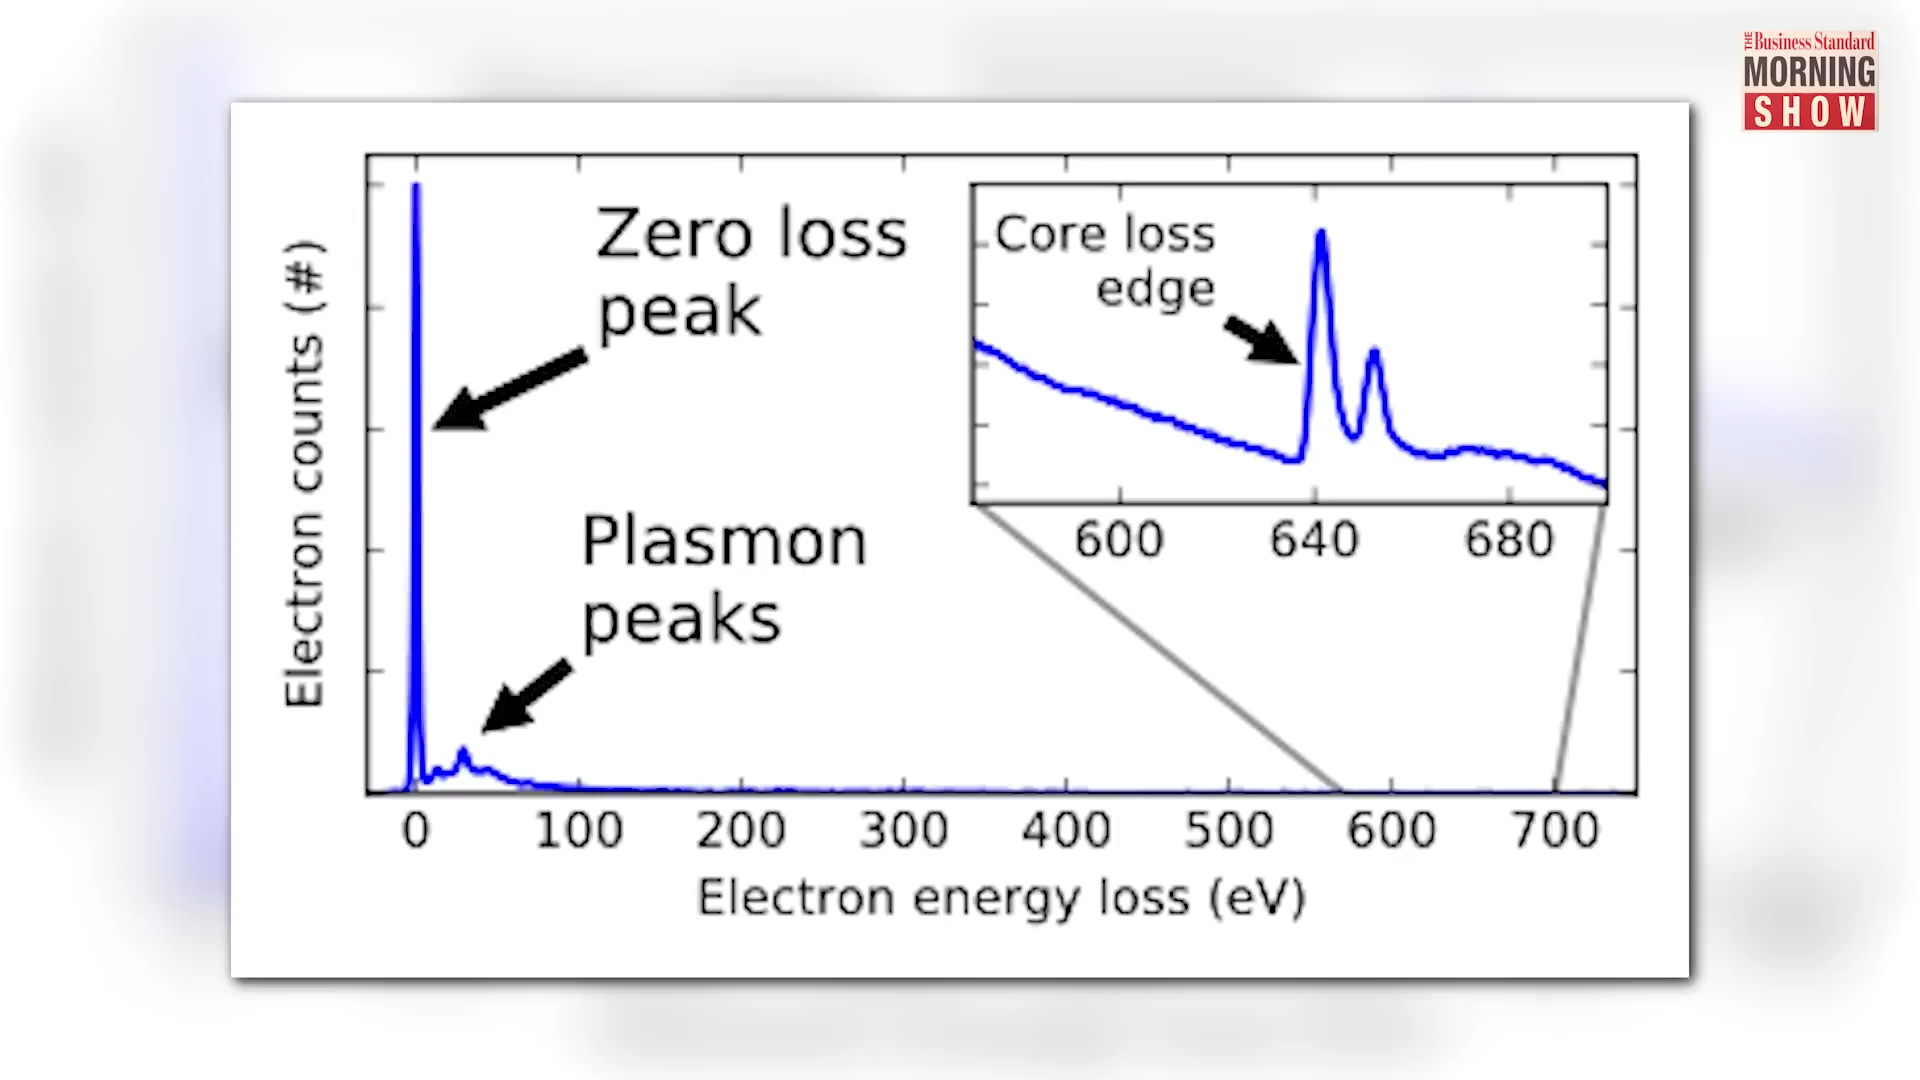 THE Business Standard
MORNING
SHOW
Zero loss
peak
Core loss
edge
Electron counts (#)
Plasmon
peaks
600 640 680
0 100 200 300 400 500 600 700
Electron energy loss (eV)